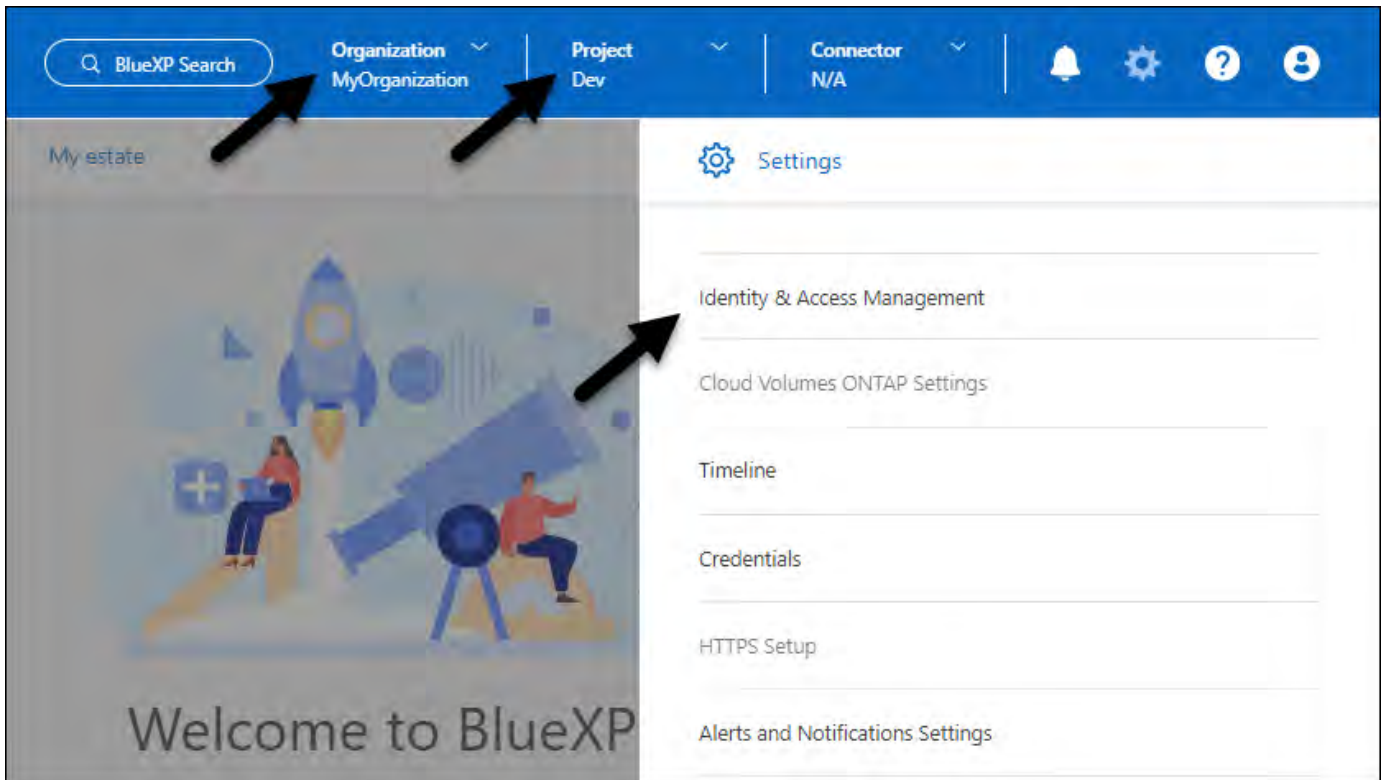 BlueXP Search
Organization
MyOrganization
Project
Dev
Connector
N/A
My estate
Settings
Identity & Access Management
Cloud Volumes ONTAP Settings
Timeline
Credentials
HTTPS Setup
Alerts and Notifications Settings
Welcome to BlueXP